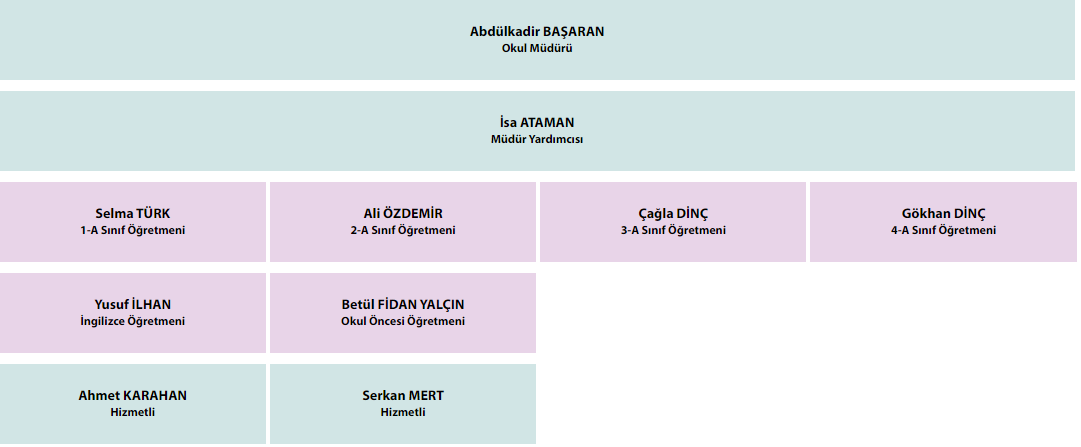 Abdülkadir BAŞARAN
Okul Müdürü
İsa ATAMAN
Müdür Yardımcısı
Selma TÜRK
1-A Sınıf Öğretmeni
Ali ÖZDEMİR
2-A Sınıf Öğretmeni
Çağla DİNÇ
3-A Sınıf Öğretmeni
Gökhan DİNÇ
4-A Sınıf Öğretmeni
Yusuf İLHAN
İngilizce Öğretmeni
Betül FİDAN YALÇIN
Okul Öncesi Öğretmeni
Ahmet KARAHAN
Hizmetli
Serkan MERT
Hizmetli